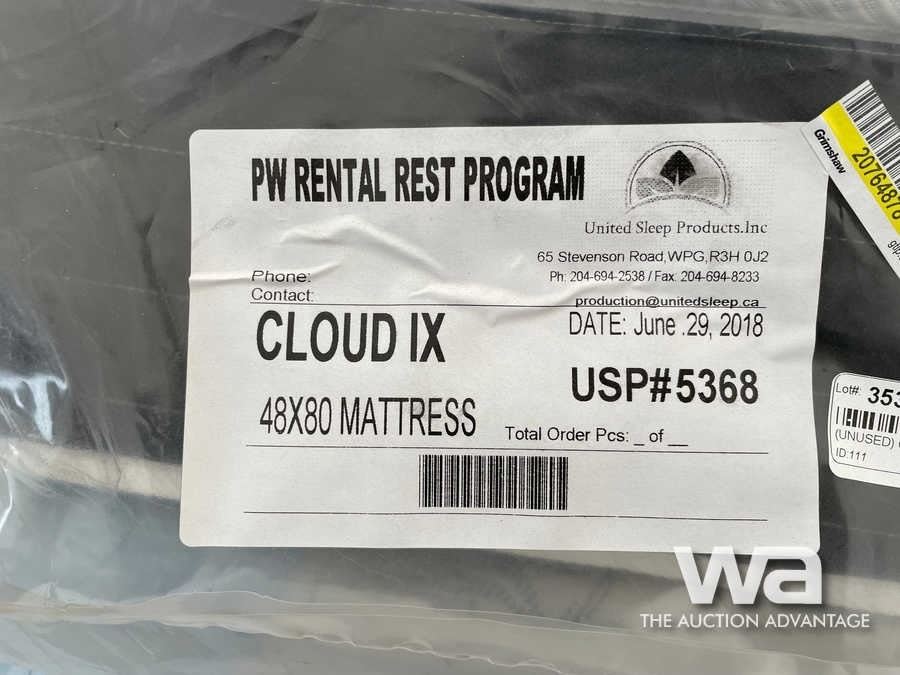 PW RENTAL REST PROGRAM
United Sleep Products.Inc
65 Stevenson Road,WPG,R3H 0J2
Ph: 204-694-2538 / Fax: 204-694-8233
production@unitedsleep.ca
Phone:
Contact:
CLOUD IX
DATE: June .29, 2018
48X80 MATTRESS
USP#5368
Total Order Pcs: _ of __
Grimshaw
20764878
Lot#: 353
(UNUSED)
ID:111
wa
THE AUCTION ADVANTAGE